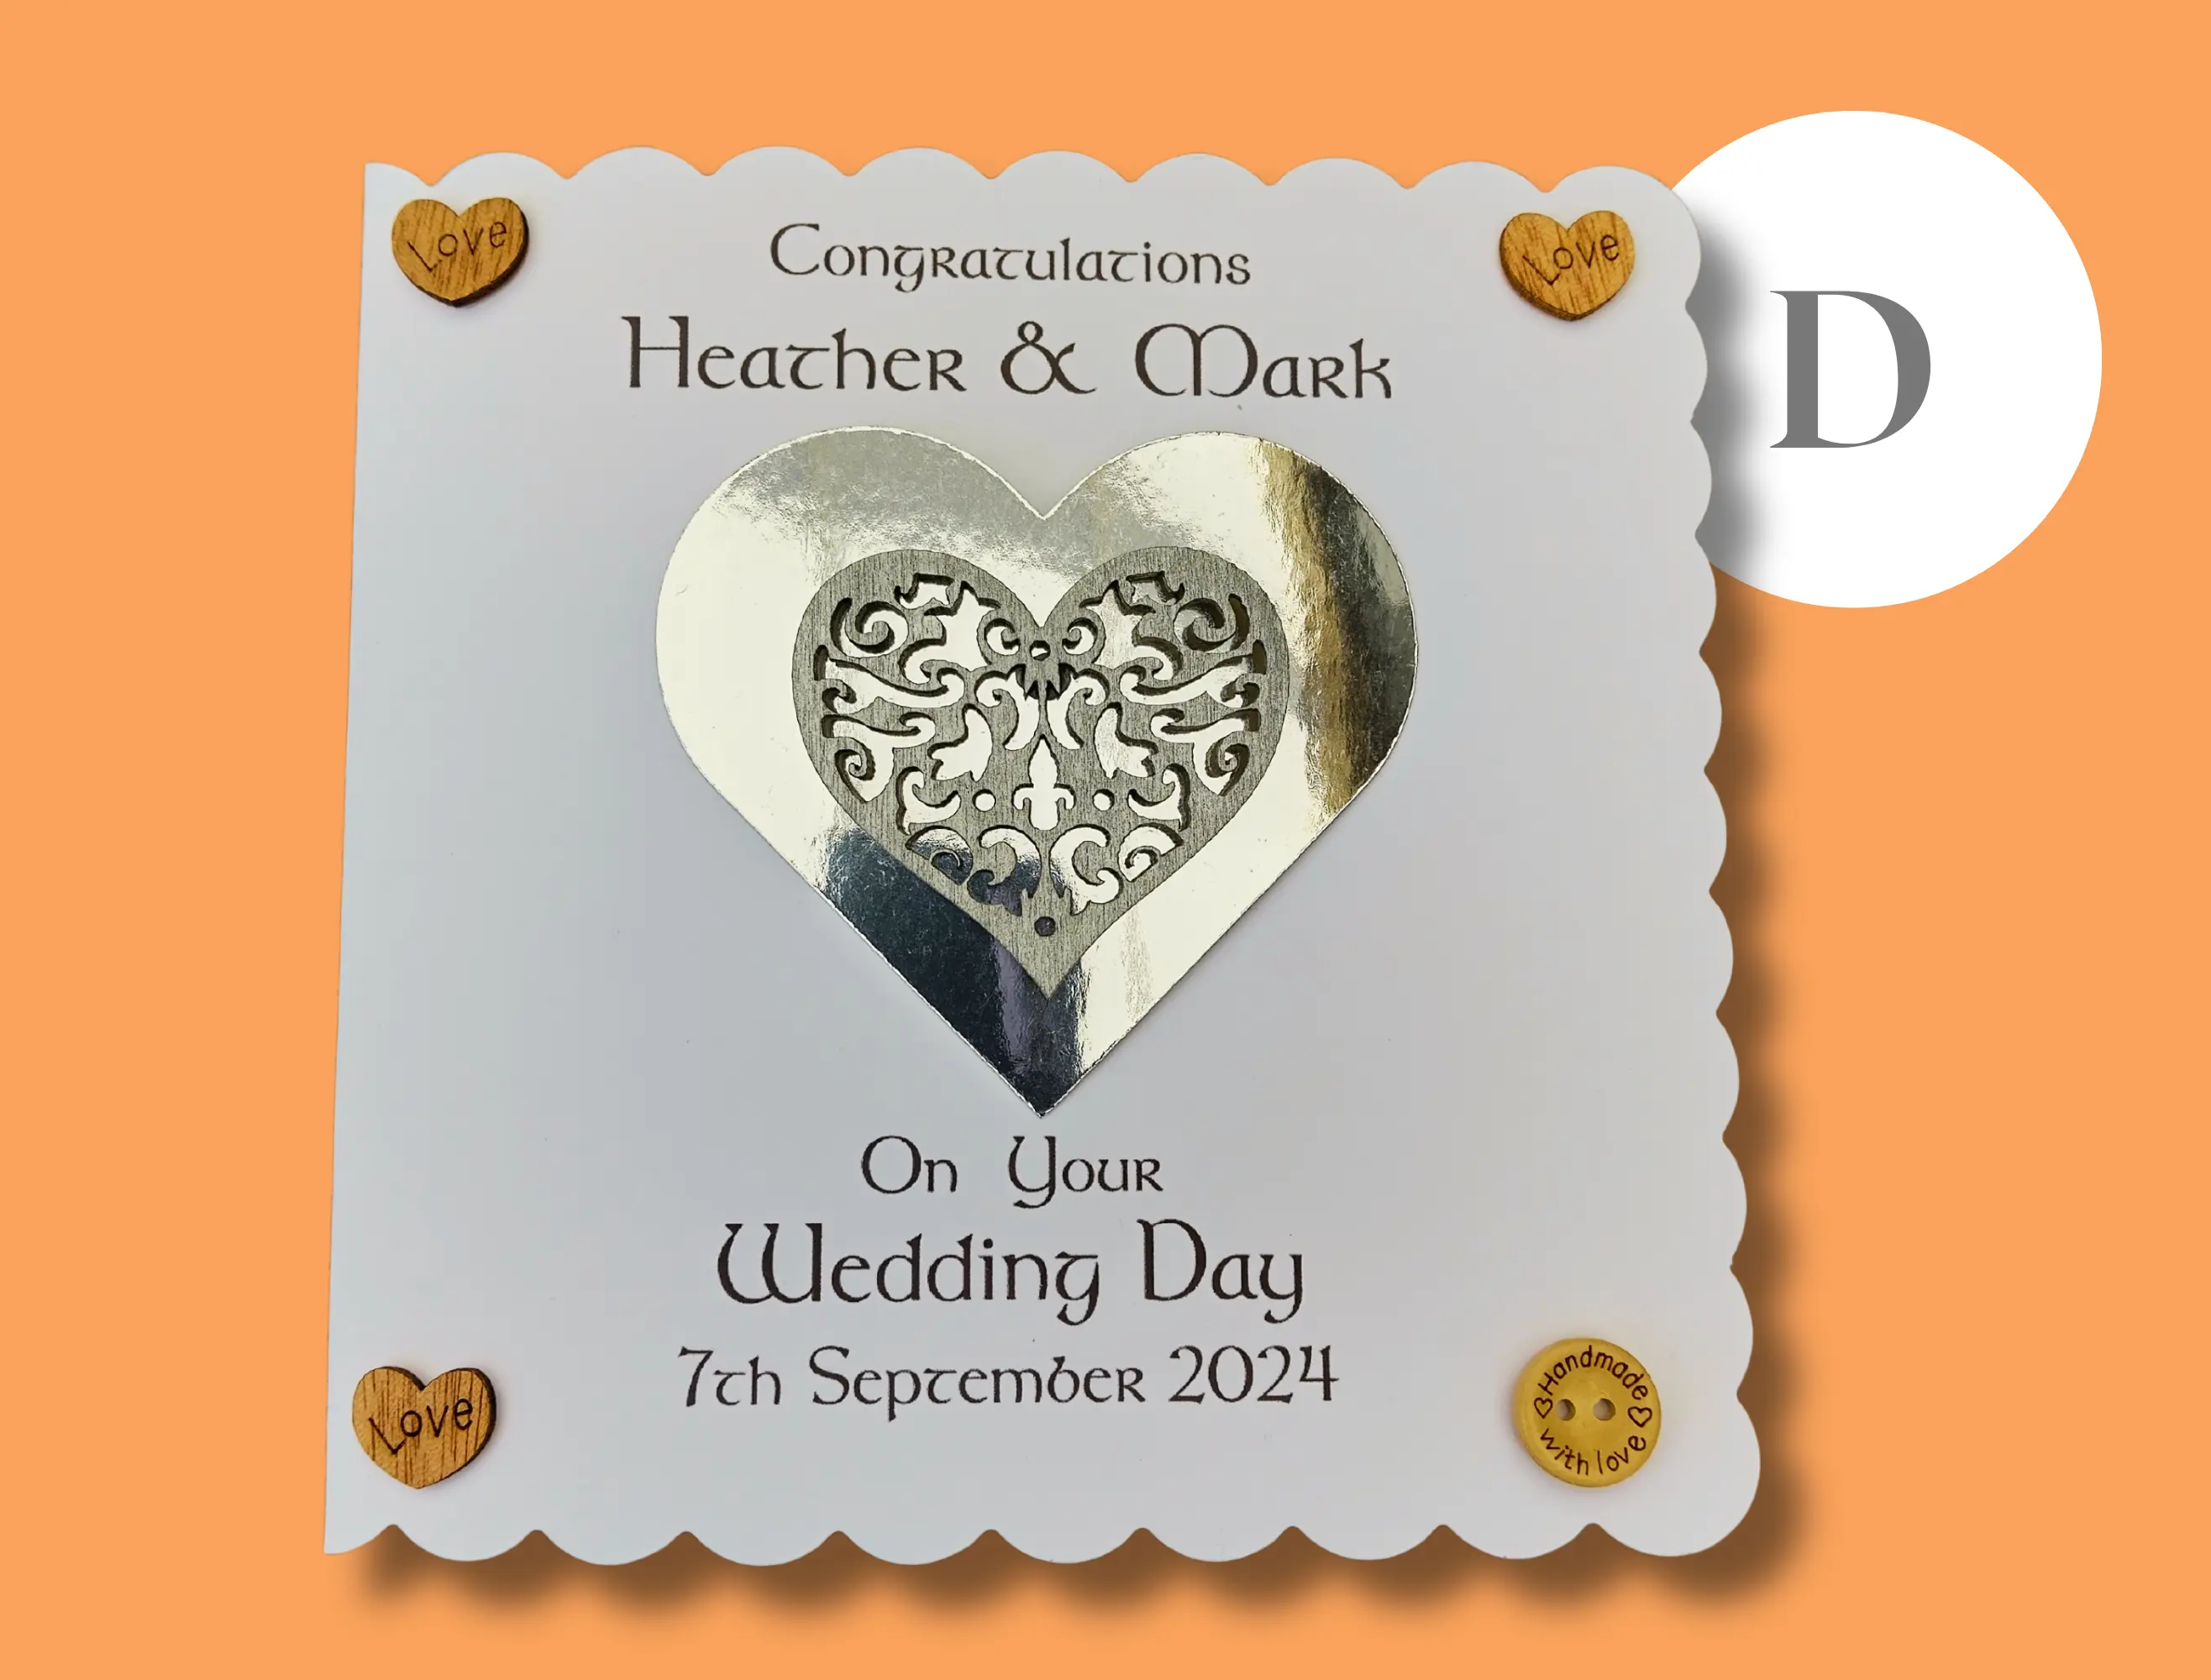 Love
Love
Congratulations
Heather & Mark
D
On Your
Wedding Day
7th September 2024
Love
Handmade
with love